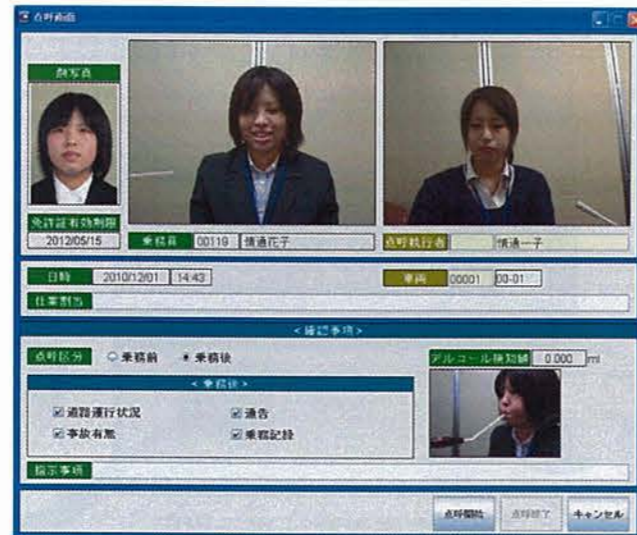 点呼画面
顔写真
免許証有効期限
2012/05/15
乗務員 00119 情通花子
点呼執行者 情通一子
日時 2010/12/01 14:43
車両 00001 00-01
仕業割当
<確認事項>
点呼区分 乗務前 乗務後
アルコール検知値 0.000 ml
<乗務後>
道路運行状況 通告
事故有無 乗務記録
指示事項
点呼開始 点呼終了 キャンセル